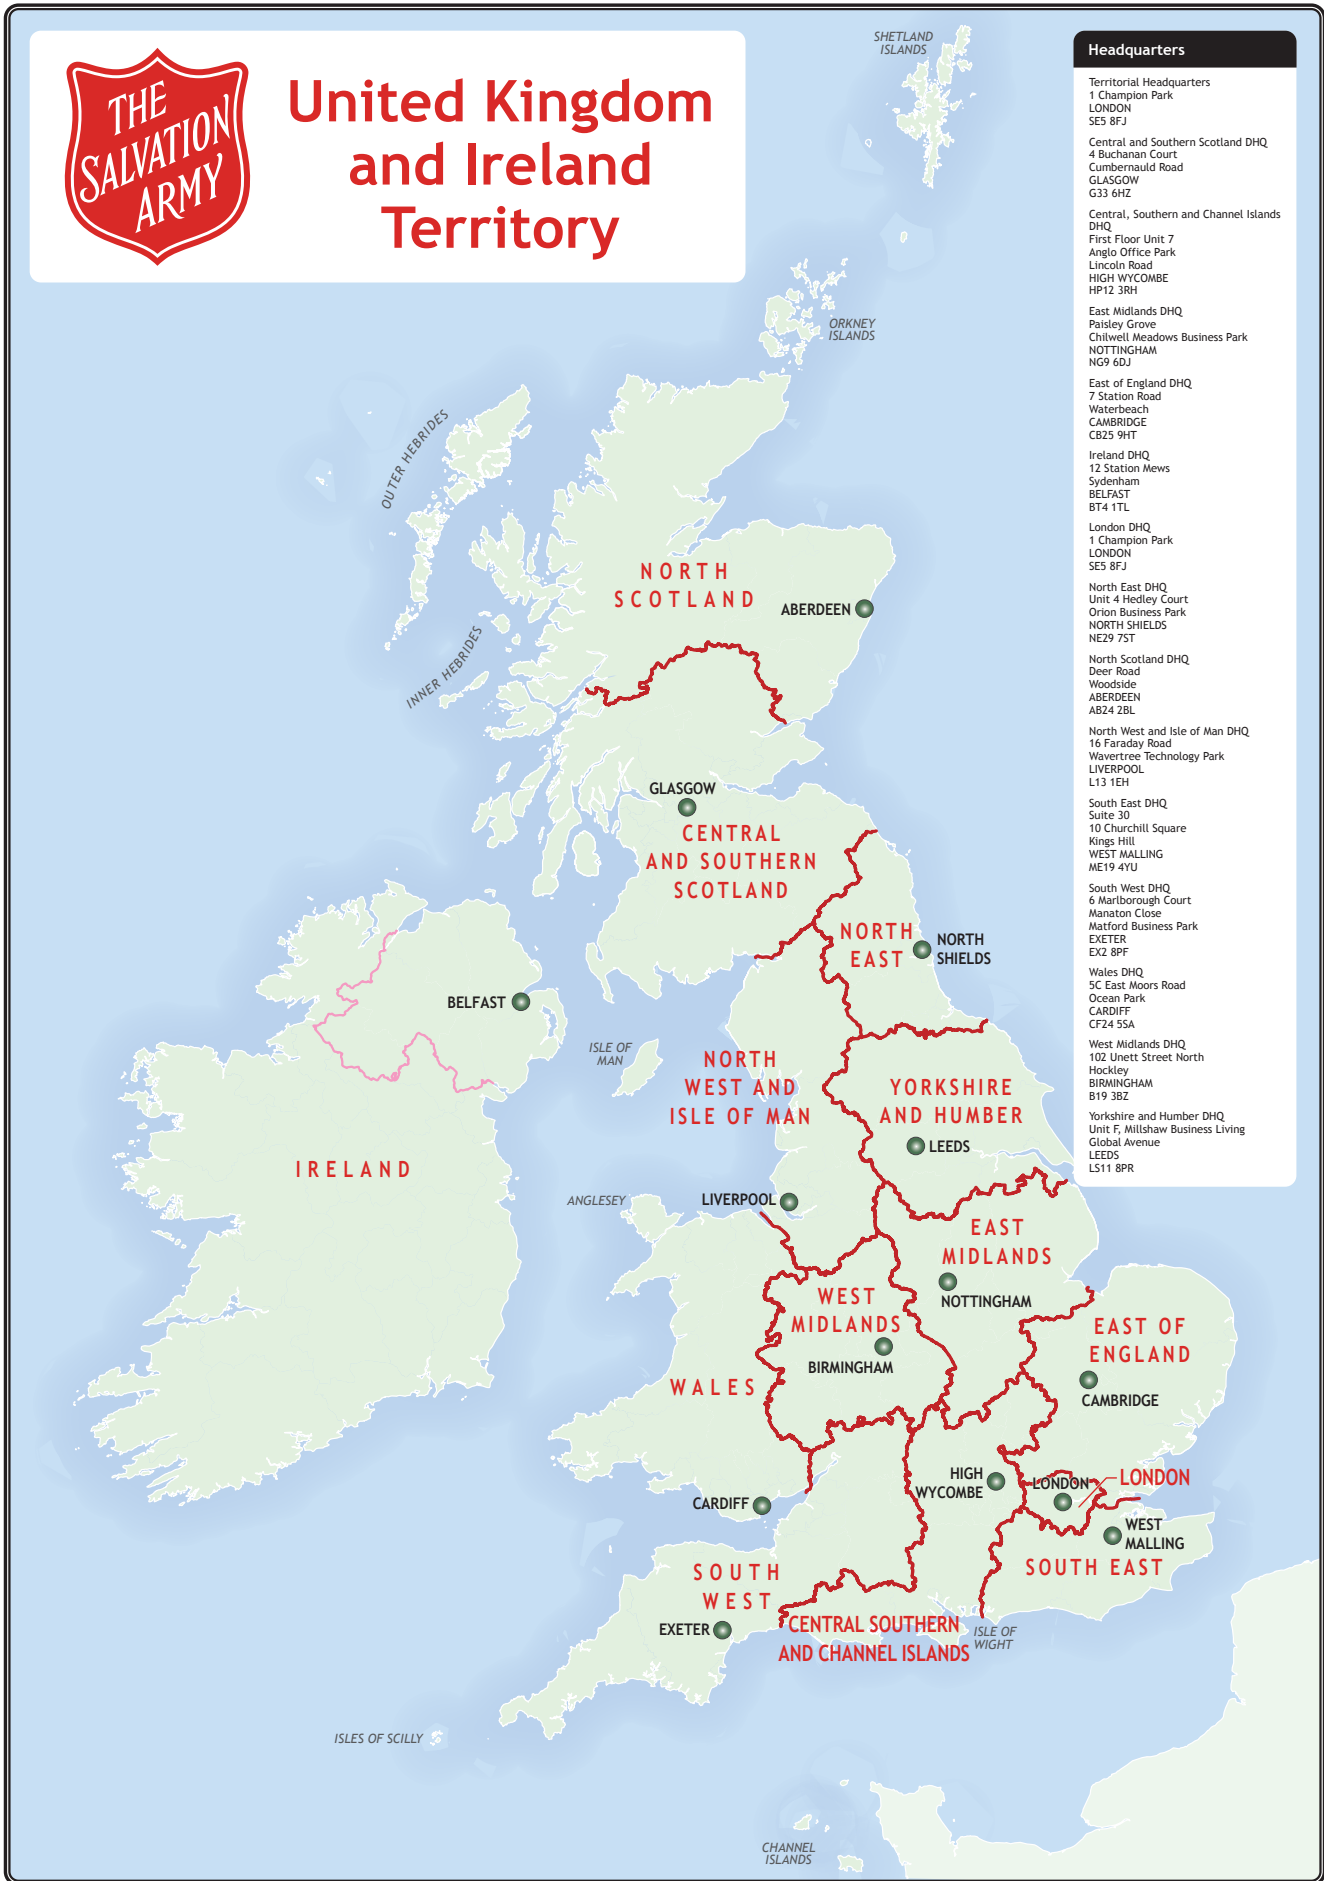 THE
SALVATION
ARMY
United Kingdom
and Ireland
Territory
SHETLAND
ISLANDS
ORKNEY
ISLANDS
OUTER HEBRIDES
INNER HEBRIDES
NORTH
SCOTLAND
ABERDEEN
GLASGOW
CENTRAL
AND SOUTHERN
SCOTLAND
NORTH
EAST
NORTH
SHIELDS
BELFAST
ISLE OF
MAN
NORTH
WEST AND
ISLE OF MAN
YORKSHIRE
AND HUMBER
LEEDS
IRELAND
ANGLESEY
LIVERPOOL
EAST
MIDLANDS
NOTTINGHAM
WEST
MIDLANDS
BIRMINGHAM
EAST OF
ENGLAND
CAMBRIDGE
WALES
HIGH
WYCOMBE
LONDON
LONDON
CARDIFF
WEST
MALLING
SOUTH EAST
SOUTH
WEST
EXETER
CENTRAL SOUTHERN
AND CHANNEL ISLANDS
ISLE OF
WIGHT
ISLES OF SCILLY
CHANNEL
ISLANDS
Headquarters
Territorial Headquarters
1 Champion Park
LONDON
SE5 8FJ
Central and Southern Scotland DHQ
4 Buchanan Court
Cumbernauld Road
GLASGOW
G33 6HZ
Central, Southern and Channel Islands
DHQ
First Floor Unit 7
Anglo Office Park
Lincoln Road
HIGH WYCOMBE
HP12 3RH
East Midlands DHQ
Paisley Grove
Chilwell Meadows Business Park
NOTTINGHAM
NG9 6DJ
East of England DHQ
7 Station Road
Waterbeach
CAMBRIDGE
CB25 9HT
Ireland DHQ
12 Station Mews
Sydenham
BELFAST
BT4 1TL
London DHQ
1 Champion Park
LONDON
SE5 8FJ
North East DHQ
Unit 4 Hedley Court
Orion Business Park
NORTH SHIELDS
NE29 7ST
North Scotland DHQ
Deer Road
Woodside
ABERDEEN
AB24 2BL
North West and Isle of Man DHQ
16 Faraday Road
Wavertree Technology Park
LIVERPOOL
L13 1EH
South East DHQ
Suite 30
10 Churchill Square
Kings Hill
WEST MALLING
ME19 4YU
South West DHQ
6 Marlborough Court
Manaton Close
Matford Business Park
EXETER
EX2 8PF
Wales DHQ
5C East Moors Road
Ocean Park
CARDIFF
CF24 5SA
West Midlands DHQ
102 Unett Street North
Hockley
BIRMINGHAM
B19 3BZ
Yorkshire and Humber DHQ
Unit F, Millshaw Business Living
Global Avenue
LEEDS
LS11 8PR